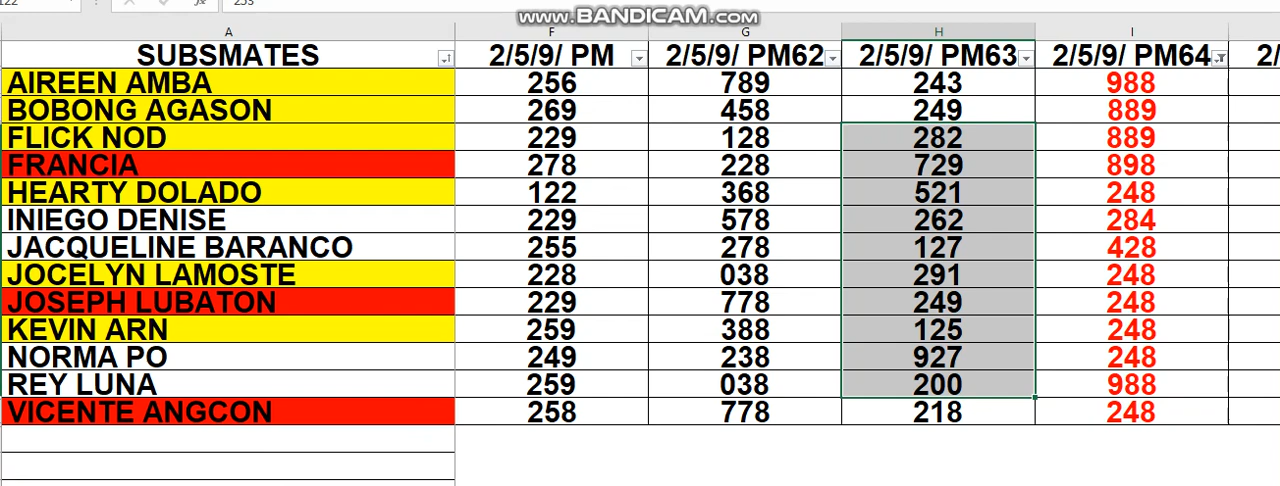 122 253
www.BANDICAM.com
A F G H I
SUBSMATES 2/5/9/ PM 2/5/9/ PM62 2/5/9/ PM63 2/5/9/ PM64 2/
AIREEN AMBA 256 789 243 988
BOBONG AGASON 269 458 249 889
FLICK NOD 229 128 282 889
FRANCIA 278 228 729 898
HEARTY DOLADO 122 368 521 248
INIEGO DENISE 229 578 262 284
JACQUELINE BARANCO 255 278 127 428
JOCELYN LAMOSTE 228 038 291 248
JOSEPH LUBATON 229 778 249 248
KEVIN ARN 259 388 125 248
NORMA PO 249 238 927 248
REY LUNA 259 038 200 988
VICENTE ANGCON 258 778 218 248